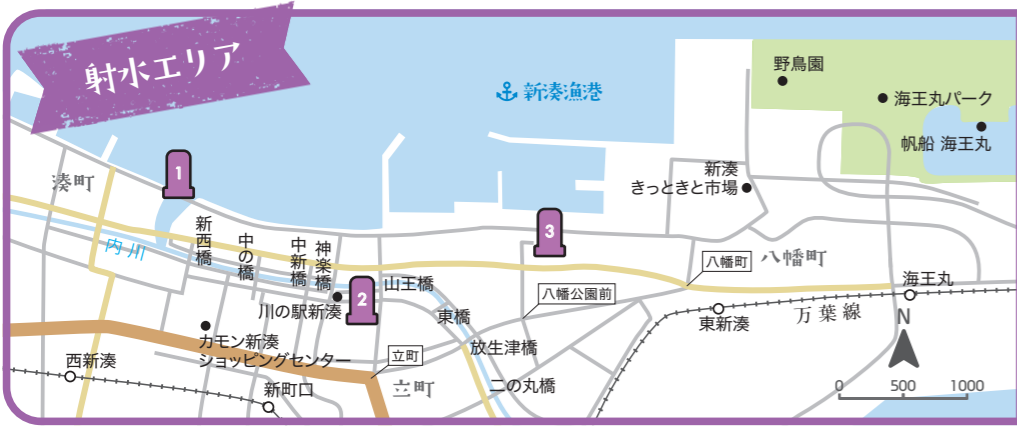 射水エリア
新湊漁港
野鳥園
海王丸パーク
帆船 海王丸
新湊
きっときと市場
1
湊町
3
内川
新西橋
中の橋
中新橋
神楽橋
2
山王橋
川の駅新湊
東橋
八幡町
八幡町
八幡公園前
海王丸
東新湊
万葉線
N
カモン新湊
ショッピングセンター
放生津橋
立町
立町
二の丸橋
西新湊
新町口
0 500 1000